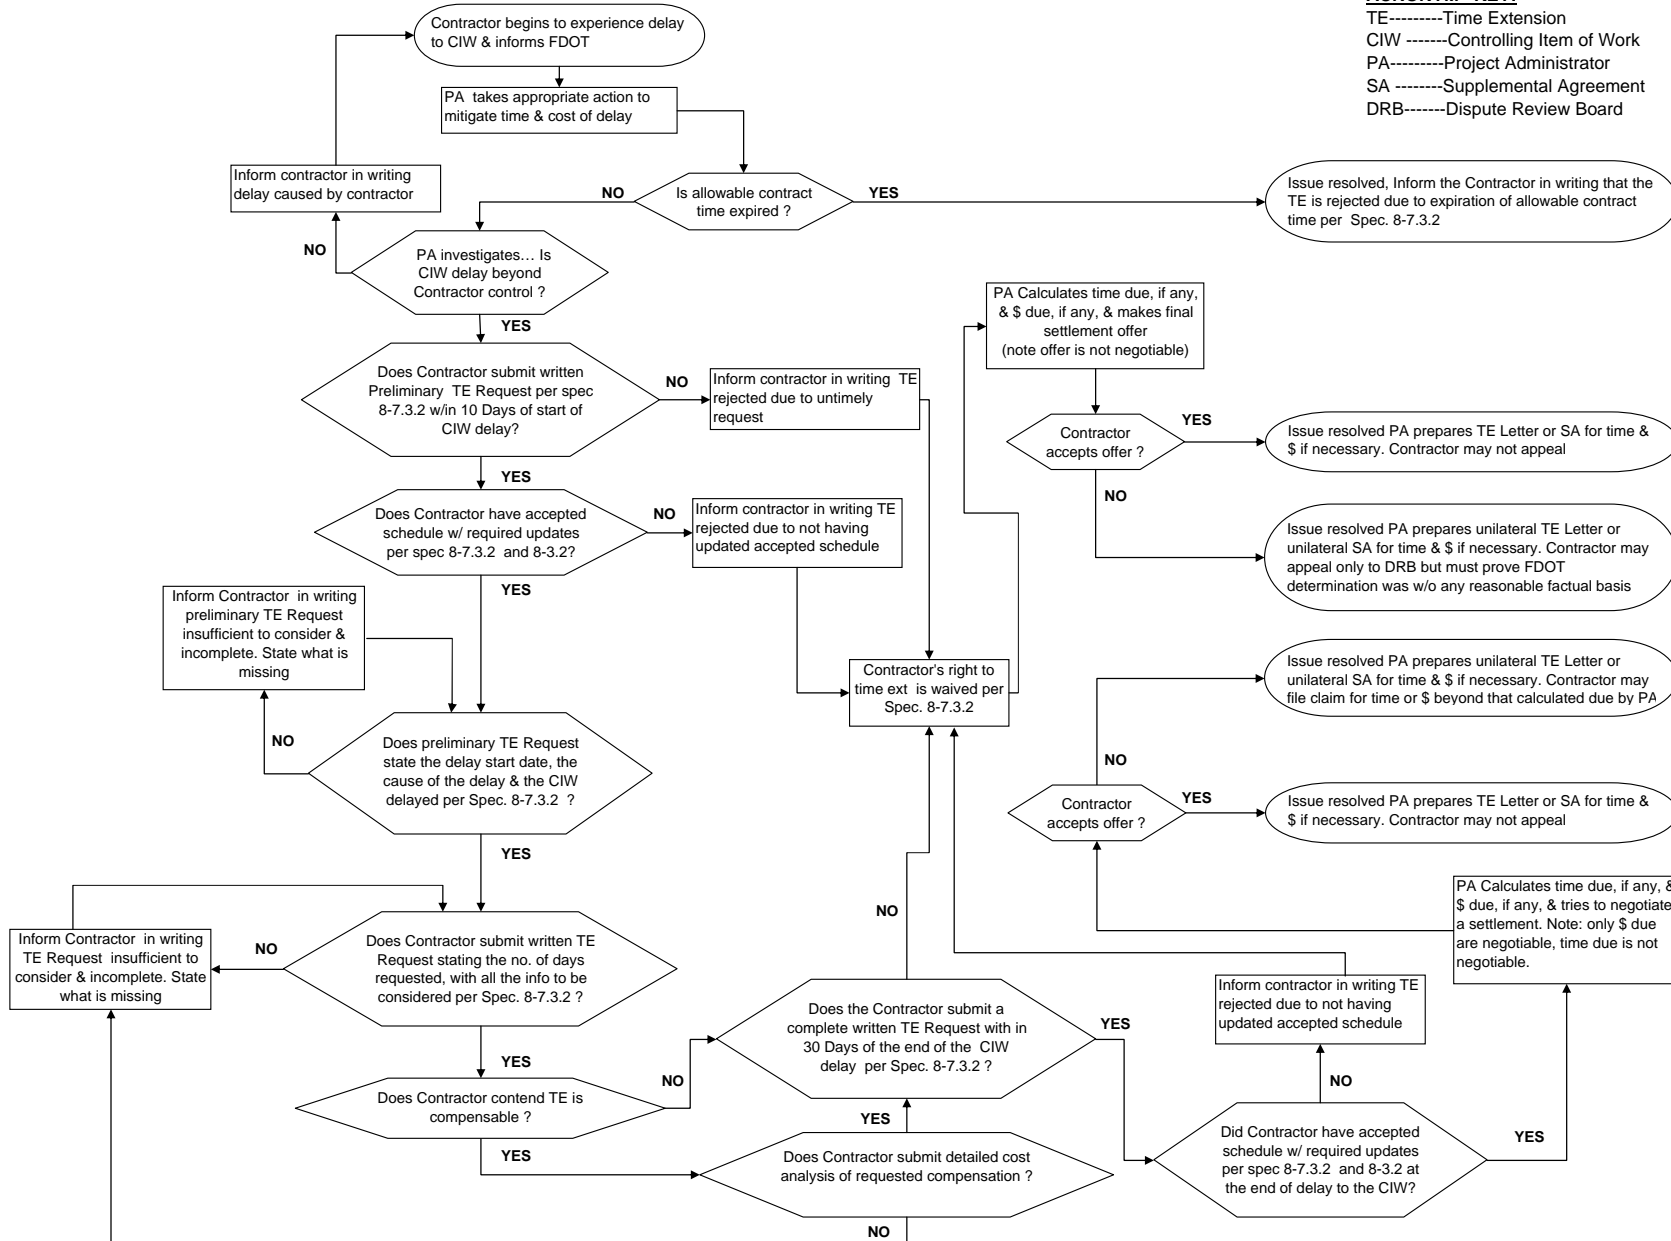 Contractor begins to experience delay
to CIW & informs FDOT
TE---------Time Extension
CIW -------Controlling Item of Work
PA---------Project Administrator
SA --------Supplemental Agreement
DRB-------Dispute Review Board
PA takes appropriate action to
mitigate time & cost of delay
Inform contractor in writing
delay caused by contractor
NO
Is allowable contract
time expired ?
YES
Issue resolved, Inform the Contractor in writing that the
TE is rejected due to expiration of allowable contract
time per Spec. 8-7.3.2
NO
PA investigates... Is
CIW delay beyond
Contractor control ?
YES
PA Calculates time due, if any,
& $ due, if any, & makes final
settlement offer
(note offer is not negotiable)
Does Contractor submit written
Preliminary TE Request per spec
8-7.3.2 w/in 10 Days of start of
CIW delay?
NO
Inform contractor in writing TE
rejected due to untimely
request
YES
Contractor
accepts offer ?
YES
Issue resolved PA prepares TE Letter or SA for time &
$ if necessary. Contractor may not appeal
NO
Does Contractor have accepted
schedule w/ required updates
per spec 8-7.3.2 and 8-3.2?
NO
Inform contractor in writing TE
rejected due to not having
updated accepted schedule
Issue resolved PA prepares unilateral TE Letter or
unilateral SA for time & $ if necessary. Contractor may
appeal only to DRB but must prove FDOT
determination was w/o any reasonable factual basis
YES
Inform Contractor in writing
preliminary TE Request
insufficient to consider &
incomplete. State what is
missing
Contractor's right to
time ext is waived per
Spec. 8-7.3.2
Issue resolved PA prepares unilateral TE Letter or
unilateral SA for time & $ if necessary. Contractor may
file claim for time or $ beyond that calculated due by PA
NO
Does preliminary TE Request
state the delay start date, the
cause of the delay & the CIW
delayed per Spec. 8-7.3.2 ?
NO
Contractor
accepts offer ?
YES
Issue resolved PA prepares TE Letter or SA for time &
$ if necessary. Contractor may not appeal
YES
PA Calculates time due, if any, &
$ due, if any, & tries to negotiate
a settlement. Note: only $ due
are negotiable, time due is not
negotiable.
NO
Inform Contractor in writing
TE Request insufficient to
consider & incomplete. State
what is missing
NO
Does Contractor submit written TE
Request stating the no. of days
requested, with all the info to be
considered per Spec. 8-7.3.2 ?
Does the Contractor submit a
complete written TE Request with in
30 Days of the end of the CIW
delay per Spec. 8-7.3.2 ?
YES
Inform contractor in writing TE
rejected due to not having
updated accepted schedule
YES
NO
NO
Does Contractor contend TE is
compensable ?
YES
YES
Does Contractor submit detailed cost
analysis of requested compensation ?
Did Contractor have accepted
schedule w/ required updates
per spec 8-7.3.2 and 8-3.2 at
the end of delay to the CIW?
YES
NO